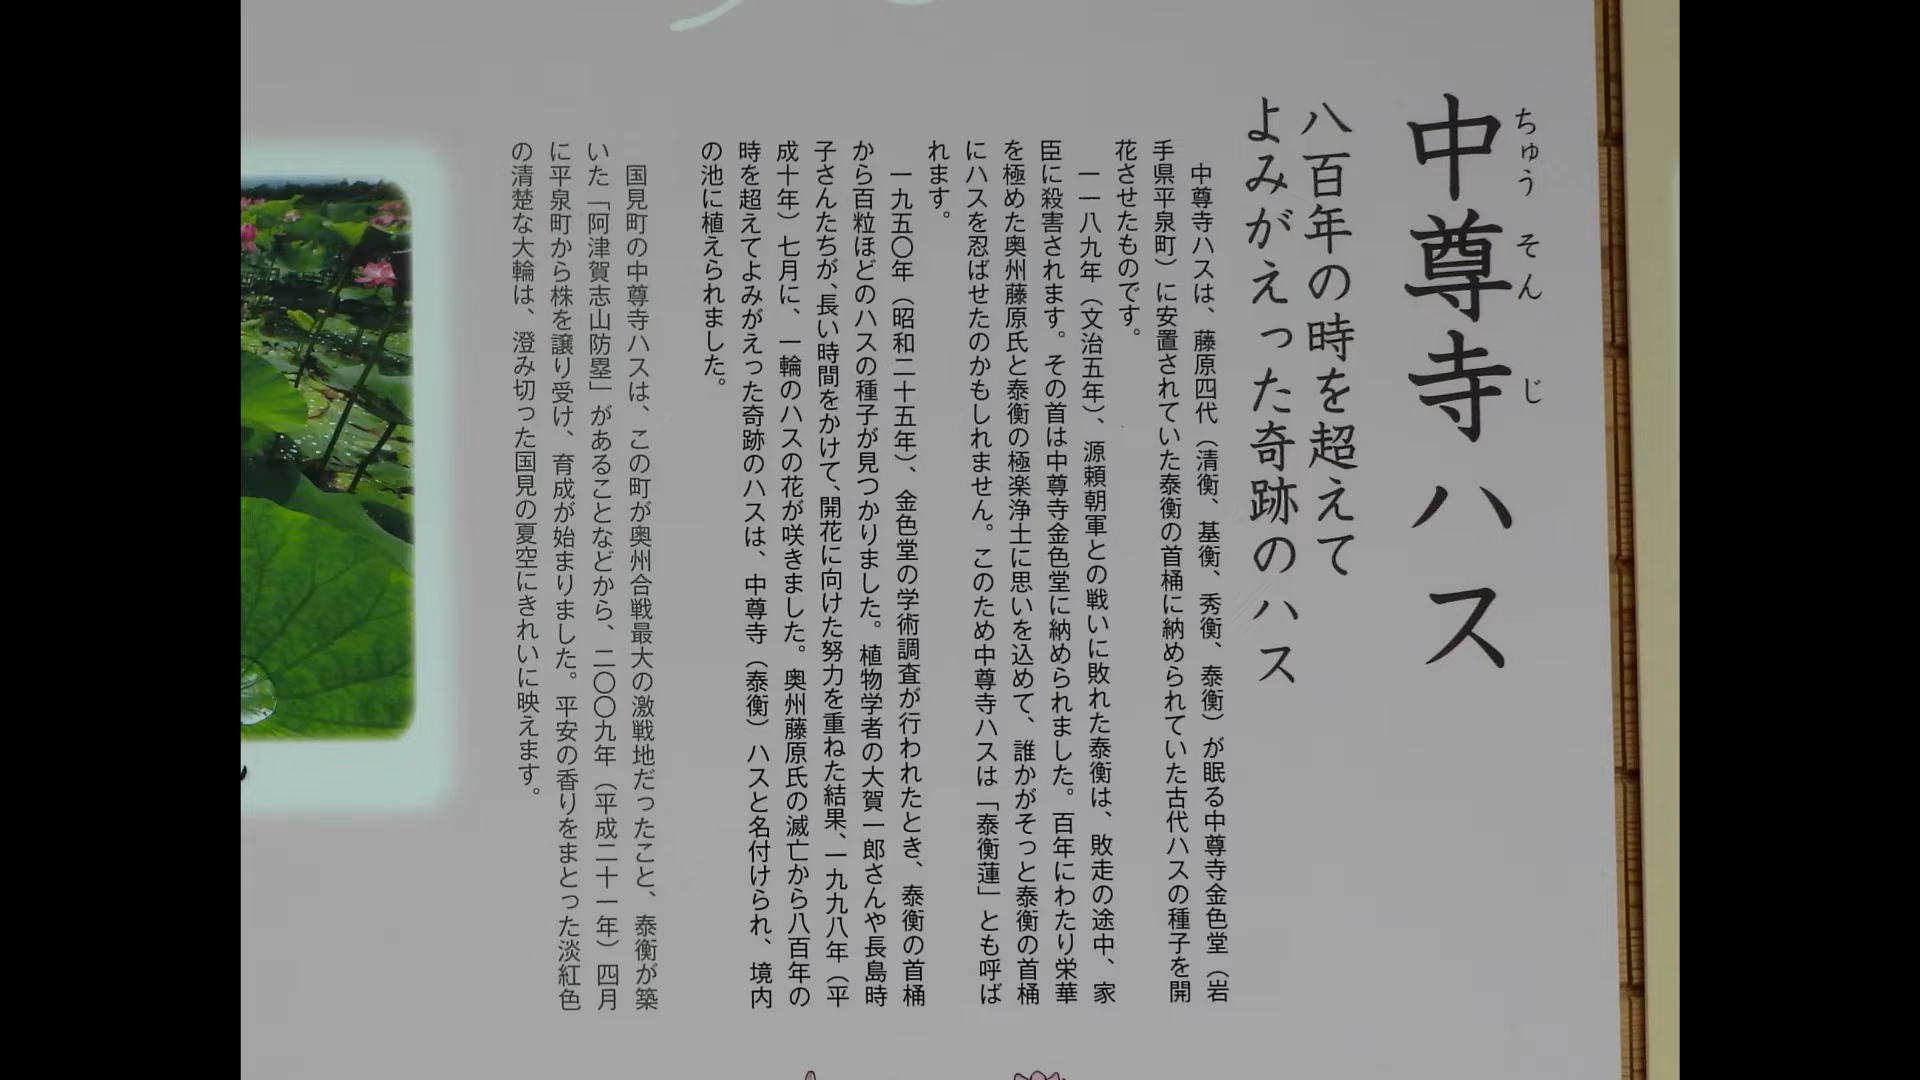 中尊寺ハス
ちゅうそんじ
八百年の時を超えて
よみがえった奇跡のハス
中尊寺ハスは、藤原四代（清衡、基衡、秀衡、泰衡）が眠る中尊寺金色堂（岩
手県平泉町）に安置されていた泰衡の首桶に納められていた古代ハスの種子を開
花させたものです。
一一八九年（文治五年）、源頼朝軍との戦いに敗れた泰衡は、敗走の途中、家
臣に殺害されます。その首は中尊寺金色堂に納められました。百年にわたり栄華
を極めた奥州藤原氏と泰衡の極楽浄土に思いを込めて、誰かがそっと泰衡の首桶
にハスを忍ばせたのかもしれません。このため中尊寺ハスは「泰衡蓮」とも呼ば
れます。
一九五〇年（昭和二十五年）、金色堂の学術調査が行われたとき、泰衡の首桶
から百粒ほどのハスの種子が見つかりました。植物学者の大賀一郎さんや長島時
子さんたちが、長い時間をかけて、開花に向けた努力を重ねた結果、一九九八年（平
成十年）七月に、一輪のハスの花が咲きました。奥州藤原氏の滅亡から八百年の
時を超えてよみがえった奇跡のハスは、中尊寺（泰衡）ハスと名付けられ、境内
の池に植えられました。
国見町の中尊寺ハスは、この町が奥州合戦最大の激戦地だったこと、泰衡が築
いた「阿津賀志山防塁」があることなどから、二〇〇九年（平成二十一年）四月
に平泉町から株を譲り受け、育成が始まりました。平安の香りをまとった淡紅色
の清楚な大輪は、澄み切った国見の夏空にきれいに映えます。